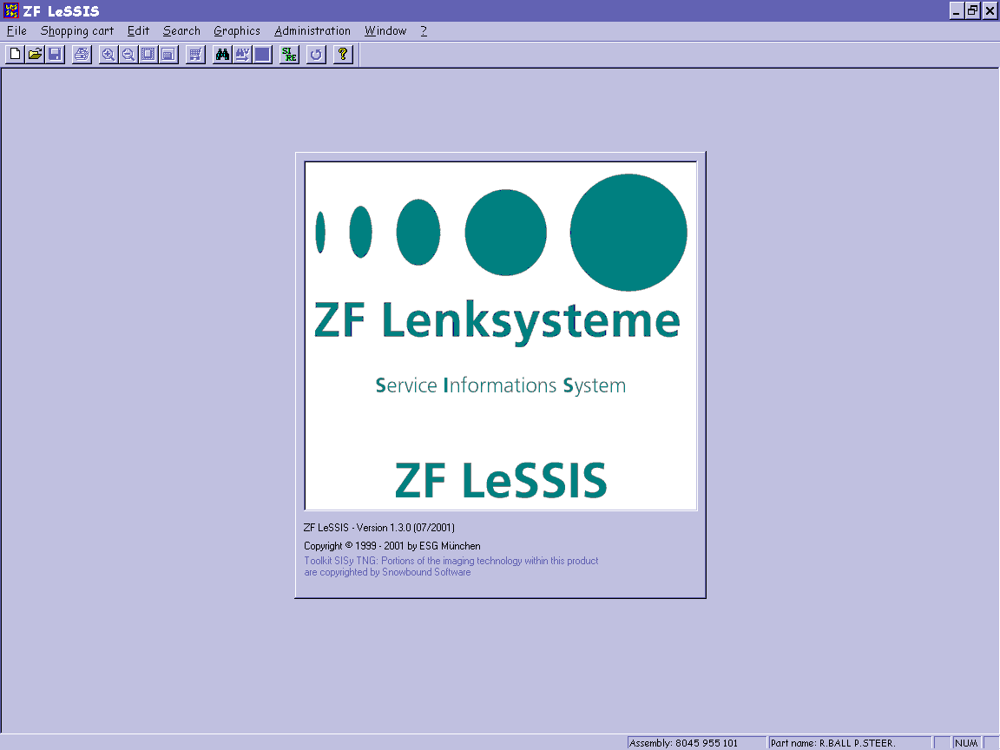 ZF LeSSIS
File Shopping cart Edit Search Graphics Administration Window ?
SI RE ?
ZF Lenksysteme
Service Informations System
ZF LeSSIS
ZF LeSSIS - Version 1.3.0 (07/2001)
Copyright © 1999 - 2001 by ESG München
Toolkit SISy TNG: Portions of the imaging technology within this product
are copyrighted by Snowbound Software
Assembly: 8045 955 101 Part name: R.BALL P.STEER. NUM